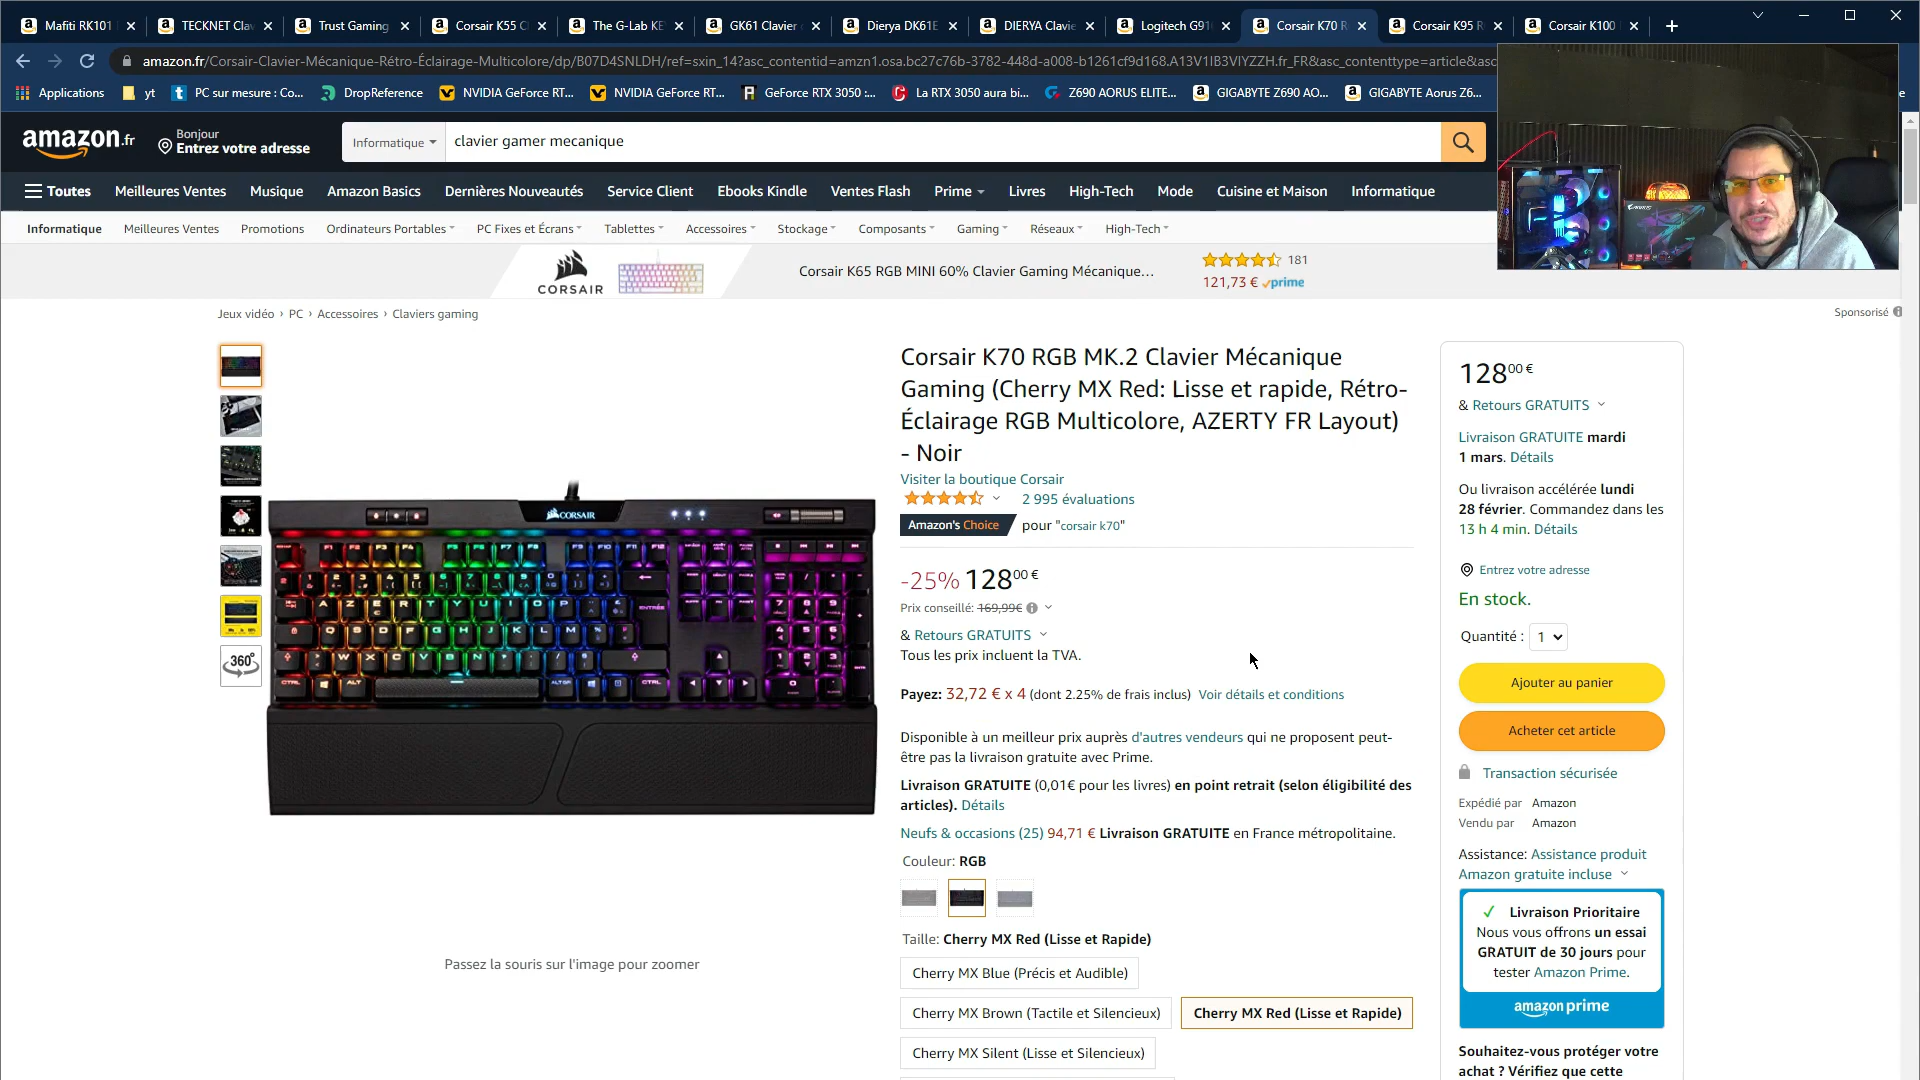 Mafiti RK101
TECKNET Cla
Trust Gaming
Corsair K55
The G-Lab KE
GK61 Clavier
Dierya DK61E
DIERYA Clavie
Logitech G91
Corsair K70 R
Corsair K95 R
Corsair K100
amazon.fr/Corsair-Clavier-Mécanique-Rétro-Éclairage-Multicolore/dp/B07D4SNLDH/ref=sxin_14?asc_contentid=amzn1.osa.bc27c76b-3782-448d-a008-b1261cf9d168.A13V1IB3VIYZZH.fr_FR&asc_contenttype=article&asc
Applications
yt
PC sur mesure : Co...
DropReference
NVIDIA GeForce RT...
NVIDIA GeForce RT...
GeForce RTX 3050 :...
La RTX 3050 aura bi...
Z690 AORUS ELITE...
GIGABYTE Z690 AO...
GIGABYTE Aorus Z6...
amazon.fr
Bonjour
Entrez votre adresse
Informatique
clavier gamer mecanique
Toutes
Meilleures Ventes
Musique
Amazon Basics
Dernières Nouveautés
Service Client
Ebooks Kindle
Ventes Flash
Prime
Livres
High-Tech
Mode
Cuisine et Maison
Informatique
Informatique
Meilleures Ventes
Promotions
Ordinateurs Portables
PC Fixes et Écrans
Tablettes
Accessoires
Stockage
Composants
Gaming
Réseaux
High-Tech
CORSAIR
Corsair K65 RGB MINI 60% Clavier Gaming Mécanique...
181
121,73 € prime
Jeux vidéo › PC › Accessoires › Claviers gaming
Sponsorisé
360°
CORSAIR
Passez la souris sur l'image pour zoomer
Corsair K70 RGB MK.2 Clavier Mécanique
Gaming (Cherry MX Red: Lisse et rapide, Rétro-
Éclairage RGB Multicolore, AZERTY FR Layout)
- Noir
Visiter la boutique Corsair
2 995 évaluations
Amazon's Choice pour "corsair k70"
-25% 128,00 €
Prix conseillé: 169,99€
& Retours GRATUITS
Tous les prix incluent la TVA.
Payez: 32,72 € x 4 (dont 2.25% de frais inclus) Voir détails et conditions
Disponible à un meilleur prix auprès d'autres vendeurs qui ne proposent peut-
être pas la livraison gratuite avec Prime.
Livraison GRATUITE (0,01€ pour les livres) en point retrait (selon éligibilité des
articles). Détails
Neufs & occasions (25) 94,71 € Livraison GRATUITE en France métropolitaine.
Couleur: RGB
Taille: Cherry MX Red (Lisse et Rapide)
Cherry MX Blue (Précis et Audible)
Cherry MX Brown (Tactile et Silencieux)
Cherry MX Red (Lisse et Rapide)
Cherry MX Silent (Lisse et Silencieux)
128 00 €
& Retours GRATUITS
Livraison GRATUITE mardi
1 mars. Détails
Ou livraison accélérée lundi
28 février. Commandez dans les
13 h 4 min. Détails
Entrez votre adresse
En stock.
Quantité : 1
Ajouter au panier
Acheter cet article
Transaction sécurisée
Expédié par Amazon
Vendu par Amazon
Assistance: Assistance produit
Amazon gratuite incluse
Livraison Prioritaire
Nous vous offrons un essai
GRATUIT de 30 jours pour
tester Amazon Prime.
amazon prime
Souhaitez-vous protéger votre
achat ? Vérifiez que cette